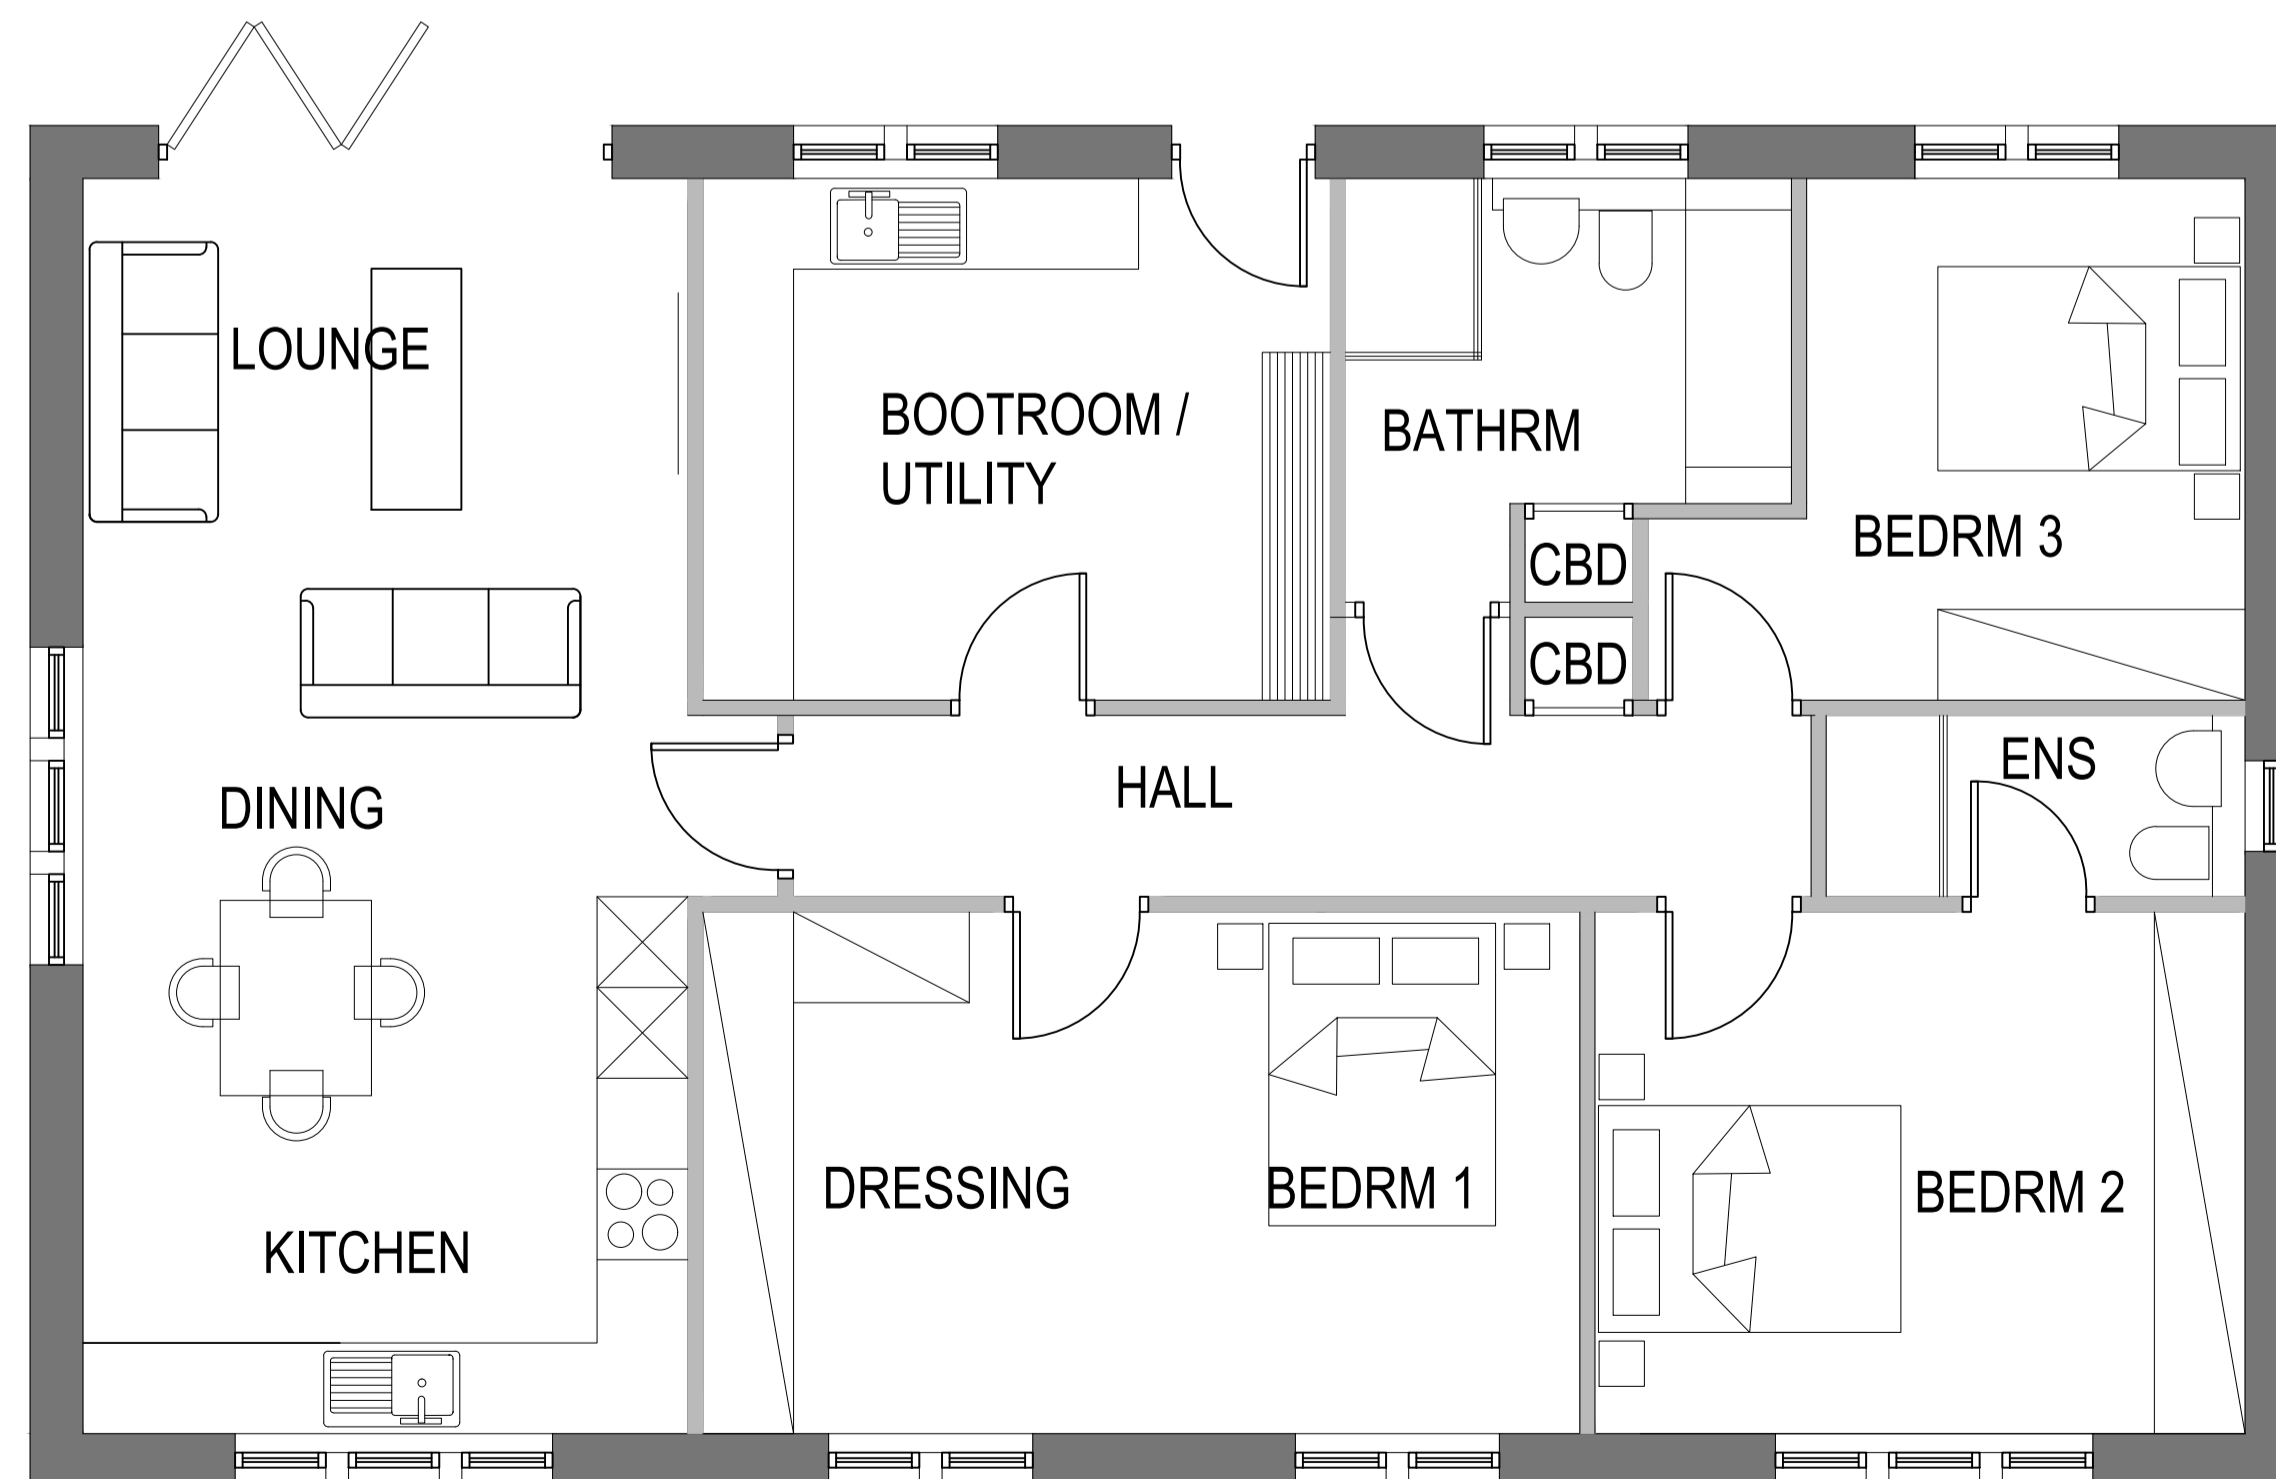 LOUNGE
BOOTROOM /
UTILITY
BATHRM
BEDRM 3
CBD
CBD
DINING
HALL
ENS
KITCHEN
DRESSING
BEDRM 1
BEDRM 2